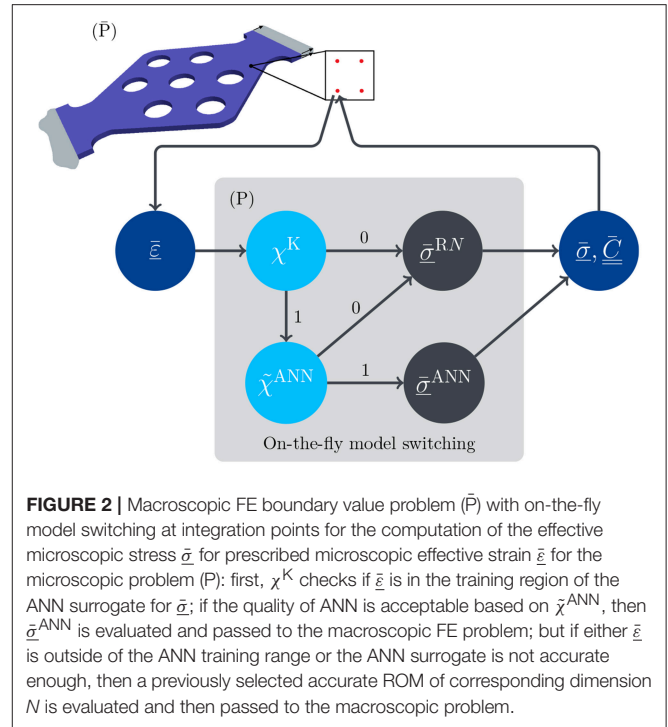 (P̄)
(P)
ε̲̄
χᴷ
0
σ̲̄ᴿᴺ
σ̲̄, C̲̲̄
1
0
χ̃ᴬᴺᴺ
1
σ̲̄ᴬᴺᴺ
On-the-fly model switching
FIGURE 2 | Macroscopic FE boundary value problem (P̄) with on-the-fly
model switching at integration points for the computation of the effective
microscopic stress σ̲̄ for prescribed microscopic effective strain ε̲̄ for the
microscopic problem (P): first, χᴷ checks if ε̲̄ is in the training region of the
ANN surrogate for σ̲̄; if the quality of ANN is acceptable based on χ̃ᴬᴺᴺ, then
σ̲̄ᴬᴺᴺ is evaluated and passed to the macroscopic FE problem; but if either ε̲̄
is outside of the ANN training range or the ANN surrogate is not accurate
enough, then a previously selected accurate ROM of corresponding dimension
N is evaluated and then passed to the macroscopic problem.